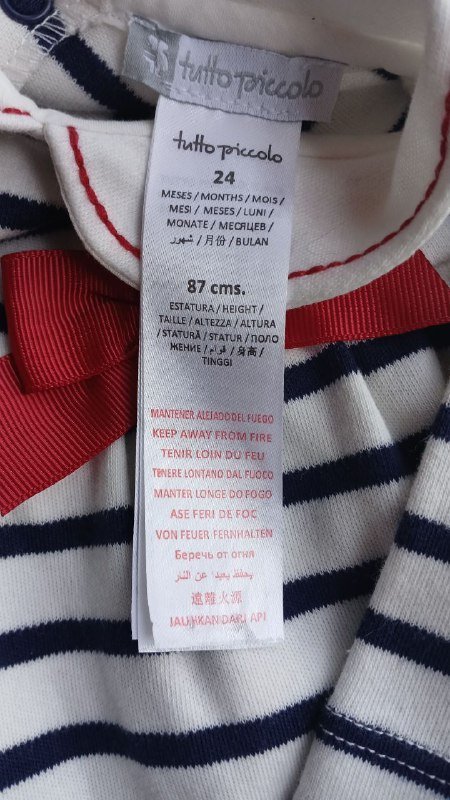 tutto piccolo
tutto piccolo
24
MESES / MONTHS / MOIS /
MESI / MESES / LUNI /
MONATE / МЕСЯЦЕВ /
شهور / 月份 / BULAN
87 cms.
ESTATURA / HEIGHT /
TAILLE / ALTEZZA / ALTURA
/ STATURĂ / STATUR / ПОЛО
ЖЕНИЕ / قوام / 身高 /
TINGGI
MANTENER ALEJADO DEL FUEGO
KEEP AWAY FROM FIRE
TENIR LOIN DU FEU
TENERE LONTANO DAL FUOCO
MANTER LONGE DO FOGO
ASE FERI DE FOC
VON FEUER FERNHALTEN
Беречь от огня
يحتفظ بعيدا عن النار
遠離火源
JAUHKAN DARI API